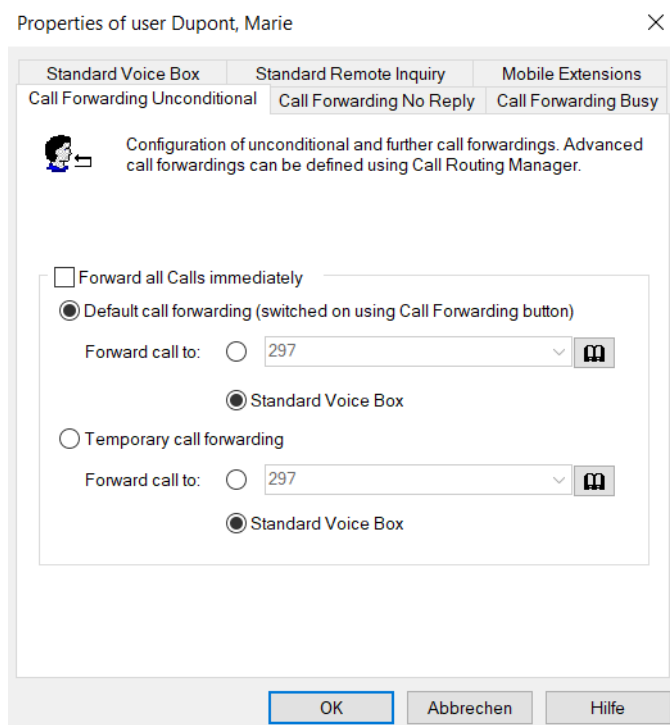 Properties of user Dupont, Marie
Standard Voice Box
Standard Remote Inquiry
Mobile Extensions
Call Forwarding Unconditional
Call Forwarding No Reply
Call Forwarding Busy
Configuration of unconditional and further call forwardings. Advanced
call forwardings can be defined using Call Routing Manager.
Forward all Calls immediately
Default call forwarding (switched on using Call Forwarding button)
Forward call to:
297
Standard Voice Box
Temporary call forwarding
Forward call to:
297
Standard Voice Box
OK
Abbrechen
Hilfe